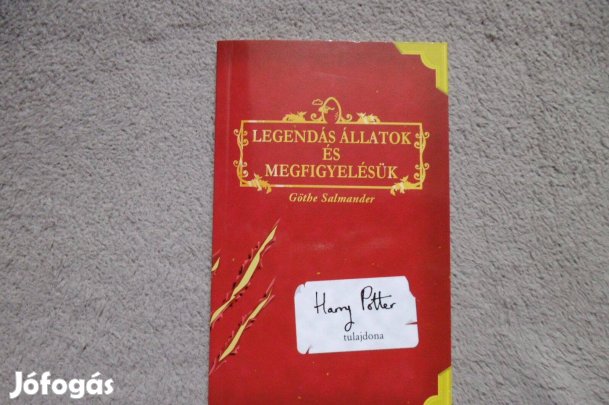 LEGENDÁS ÁLLATOK
ÉS
MEGFIGYELÉSÜK
Göthe Salmander
Harry Potter
tulajdona
Jófogás